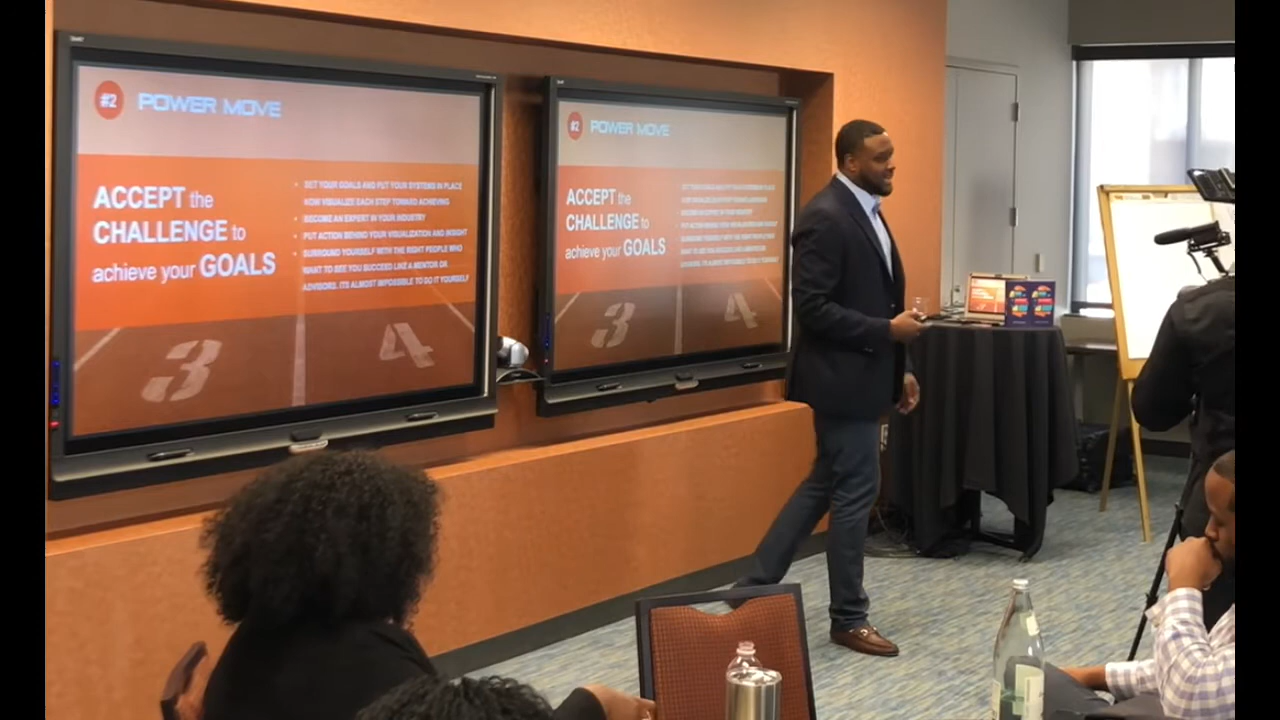 #2 POWER MOVE
ACCEPT the
CHALLENGE to
achieve your GOALS
• SET YOUR GOALS AND PUT YOUR SYSTEMS IN PLACE
NOW VISUALIZE EACH STEP TOWARD ACHIEVING
• BECOME AN EXPERT IN YOUR INDUSTRY
• PUT ACTION BEHIND YOUR VISUALIZATION AND INSIGHT
• SURROUND YOURSELF WITH THE RIGHT PEOPLE WHO
WANT TO SEE YOU SUCCEED LIKE A MENTOR OR
ADVISORS. ITS ALMOST IMPOSSIBLE TO DO IT YOURSELF
3 4
#2 POWER MOVE
ACCEPT the
CHALLENGE to
achieve your GOALS
3 4